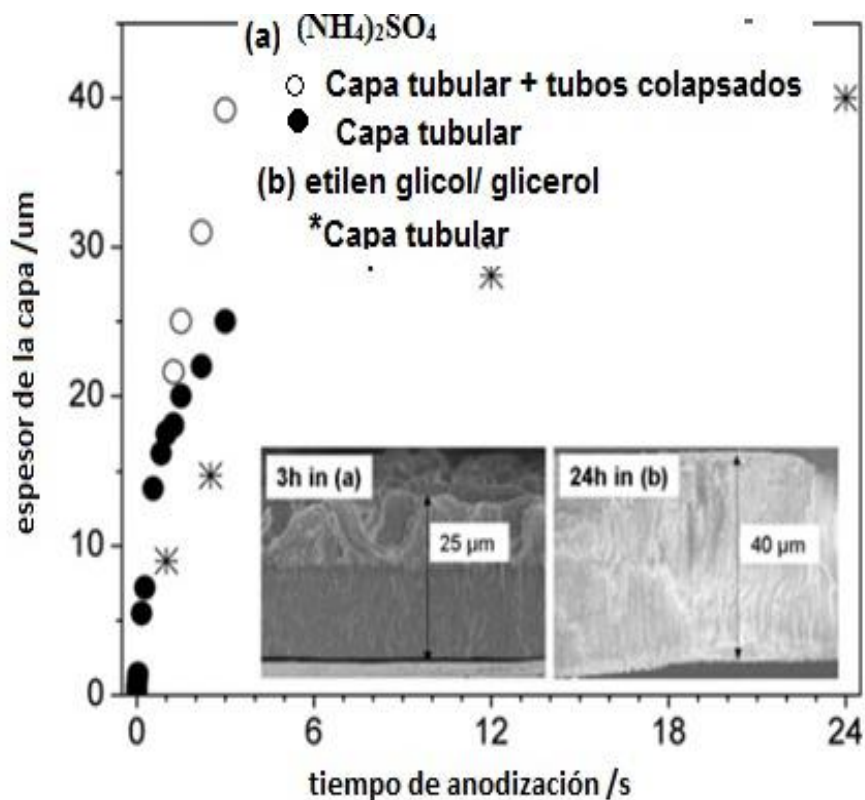 (a) (NH₄)₂SO₄
Capa tubular + tubos colapsados
Capa tubular
(b) etilen glicol/ glicerol
*Capa tubular
espesor de la capa /um
40
30
20
10
0
3h in (a)
25 µm
24h in (b)
40 µm
0 6 12 18 24
tiempo de anodización /s